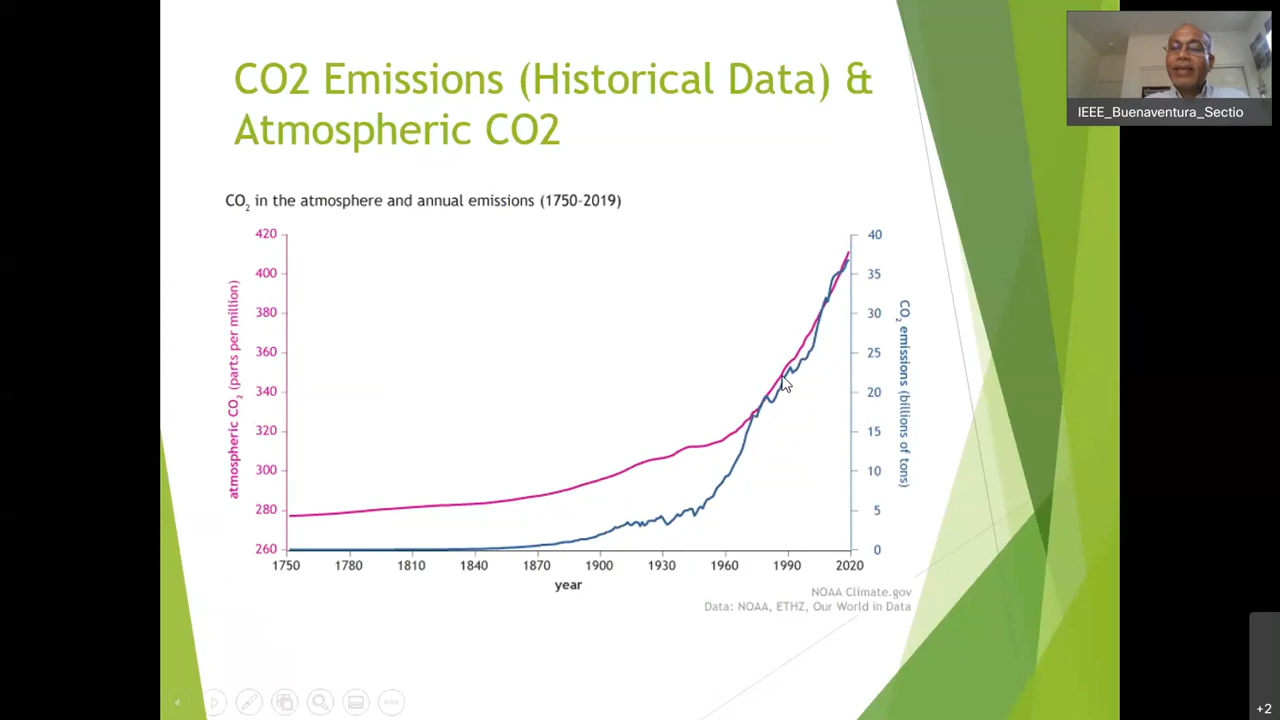 CO2 Emissions (Historical Data) &
Atmospheric CO2
IEEE_Buenaventura_Sectio
CO2 in the atmosphere and annual emissions (1750-2019)
atmospheric CO2 (parts per million)
420
400
380
360
340
320
300
280
260
40
35
30
25
20
15
10
5
0
CO2 emissions (billions of tons)
1750 1780 1810 1840 1870 1900 1930 1960 1990 2020
year
NOAA Climate.gov
Data: NOAA, ETHZ, Our World in Data
+2